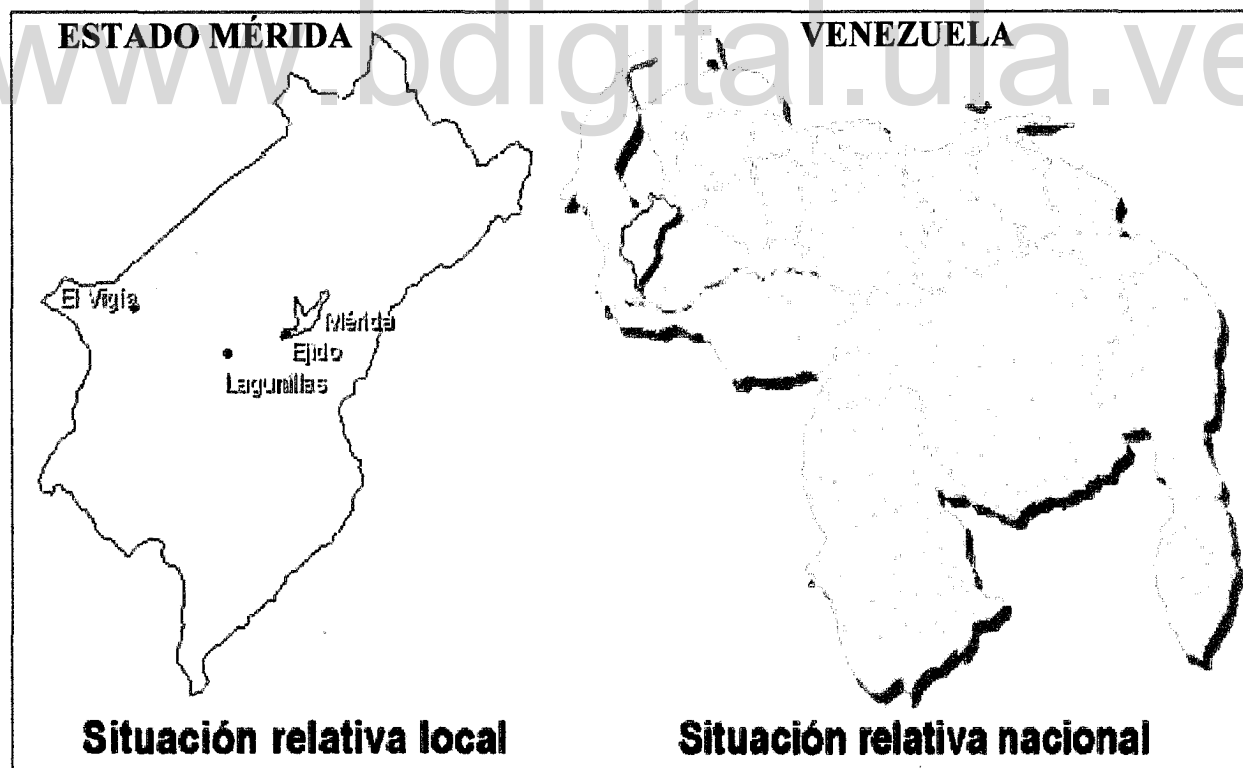 www.bdigital.ula.ve
ESTADO MÉRIDA
VENEZUELA
El Vigía
Mérida
Ejido
Lagunillas
Situación relativa local
Situación relativa nacional